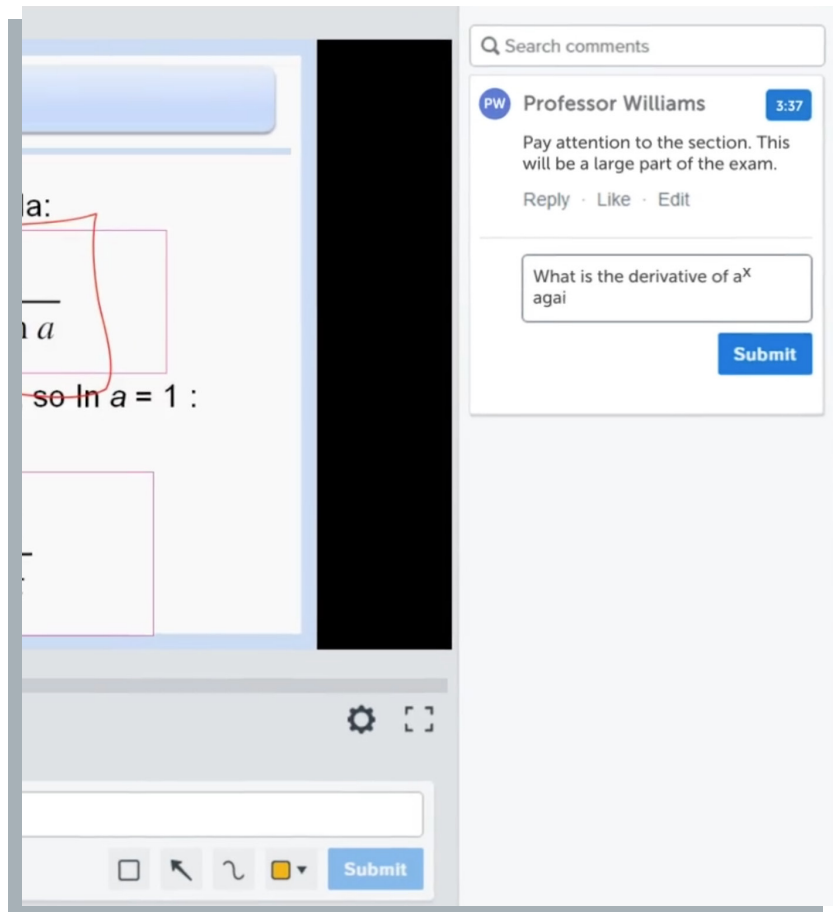 Search comments
PW Professor Williams 3:37
Pay attention to the section. This
will be a large part of the exam.
Reply · Like · Edit
What is the derivative of aˣ
agai
Submit
a:
a
so ln a = 1 :
Submit